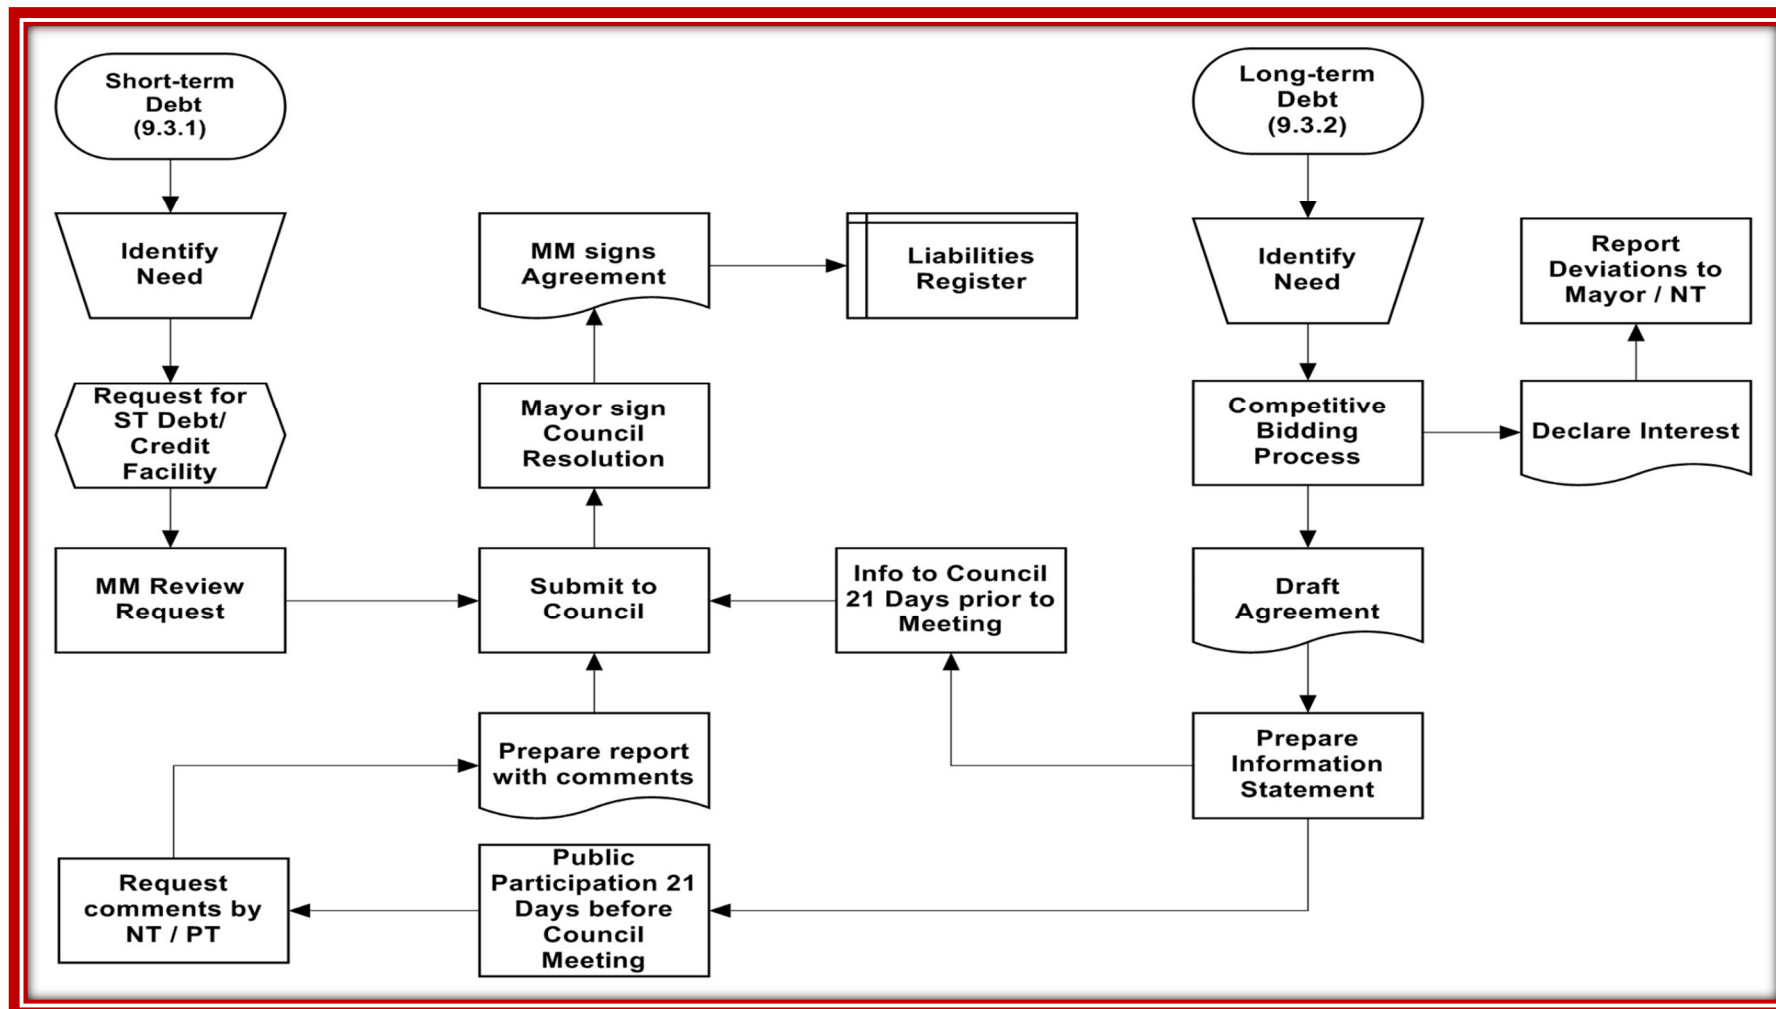 Short-term
Debt
(9.3.1)
Identify
Need
Request for
ST Debt/
Credit
Facility
MM Review
Request
MM signs
Agreement
Liabilities
Register
Mayor sign
Council
Resolution
Submit to
Council
Info to Council
21 Days prior to
Meeting
Prepare report
with comments
Request
comments by
NT / PT
Public
Participation 21
Days before
Council
Meeting
Long-term
Debt
(9.3.2)
Identify
Need
Report
Deviations to
Mayor / NT
Competitive
Bidding
Process
Declare Interest
Draft
Agreement
Prepare
Information
Statement